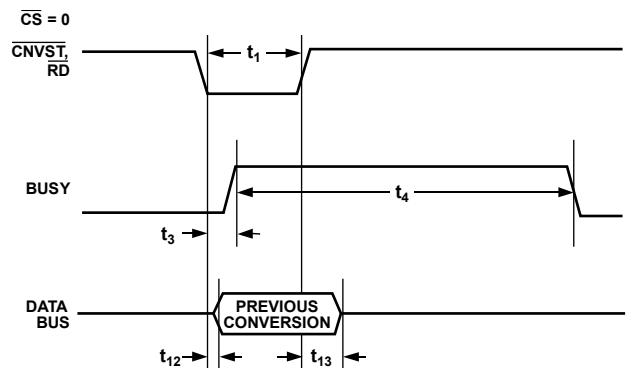 CS = 0
CNVST,
RD
t1
BUSY
t4
t3
DATA
BUS
PREVIOUS
CONVERSION
t12
t13